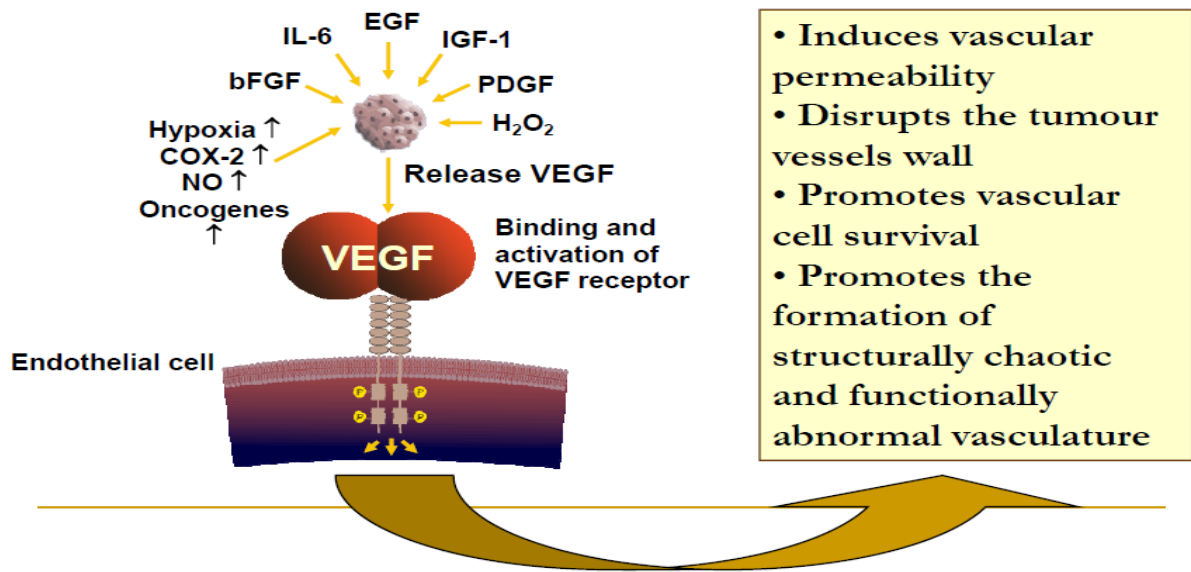 EGF
IL-6
IGF-1
bFGF
PDGF
H₂O₂
Hypoxia ↑
COX-2 ↑
NO ↑
Oncogenes
↑
Release VEGF
VEGF
Binding and
activation of
VEGF receptor
Endothelial cell
P
P
P
P
• Induces vascular
permeability
• Disrupts the tumour
vessels wall
• Promotes vascular
cell survival
• Promotes the
formation of
structurally chaotic
and functionally
abnormal vasculature